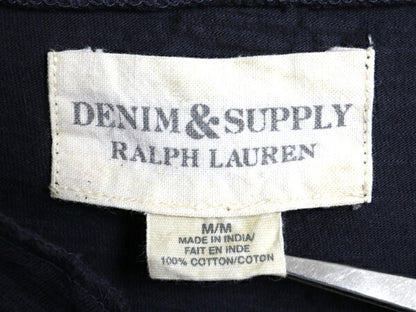 DENIM & SUPPLY
RALPH LAUREN
M/M
MADE IN INDIA/
FAIT EN INDE
100% COTTON/COTON